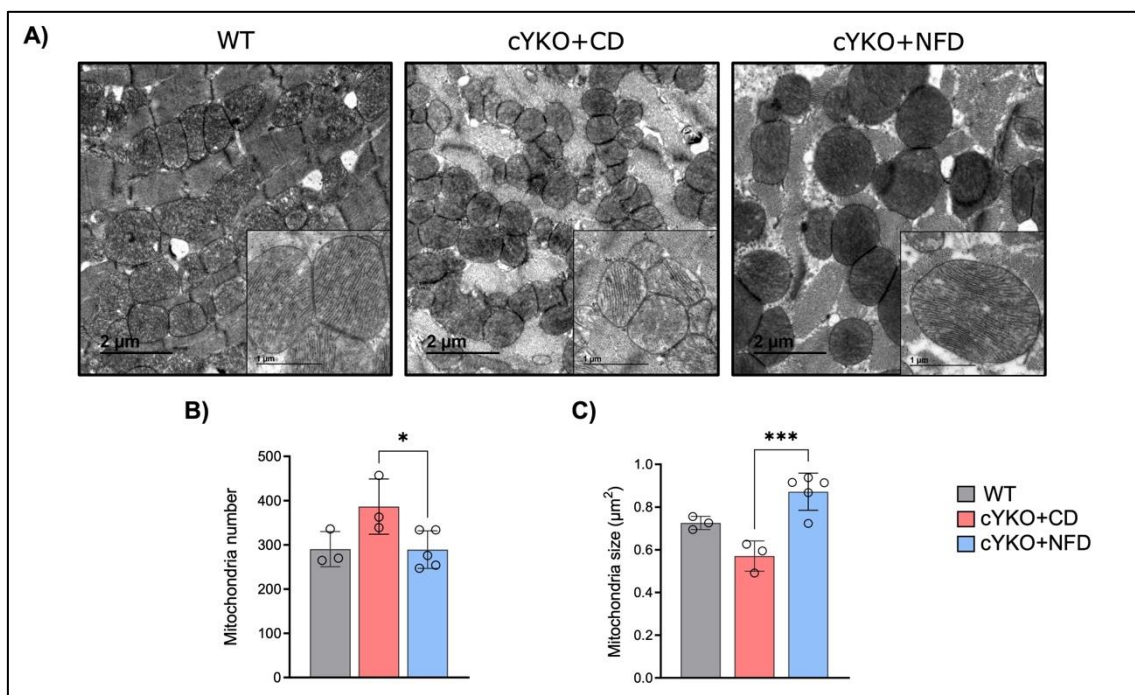 A)
WT
cYKO+CD
cYKO+NFD
2 µm
1 µm
2 µm
1 µm
2 µm
1 µm
B)
*
Mitochondria number
500
400
300
200
100
0
C)
***
Mitochondria size (µm²)
1.0
0.8
0.6
0.4
0.2
0.0
WT
cYKO+CD
cYKO+NFD